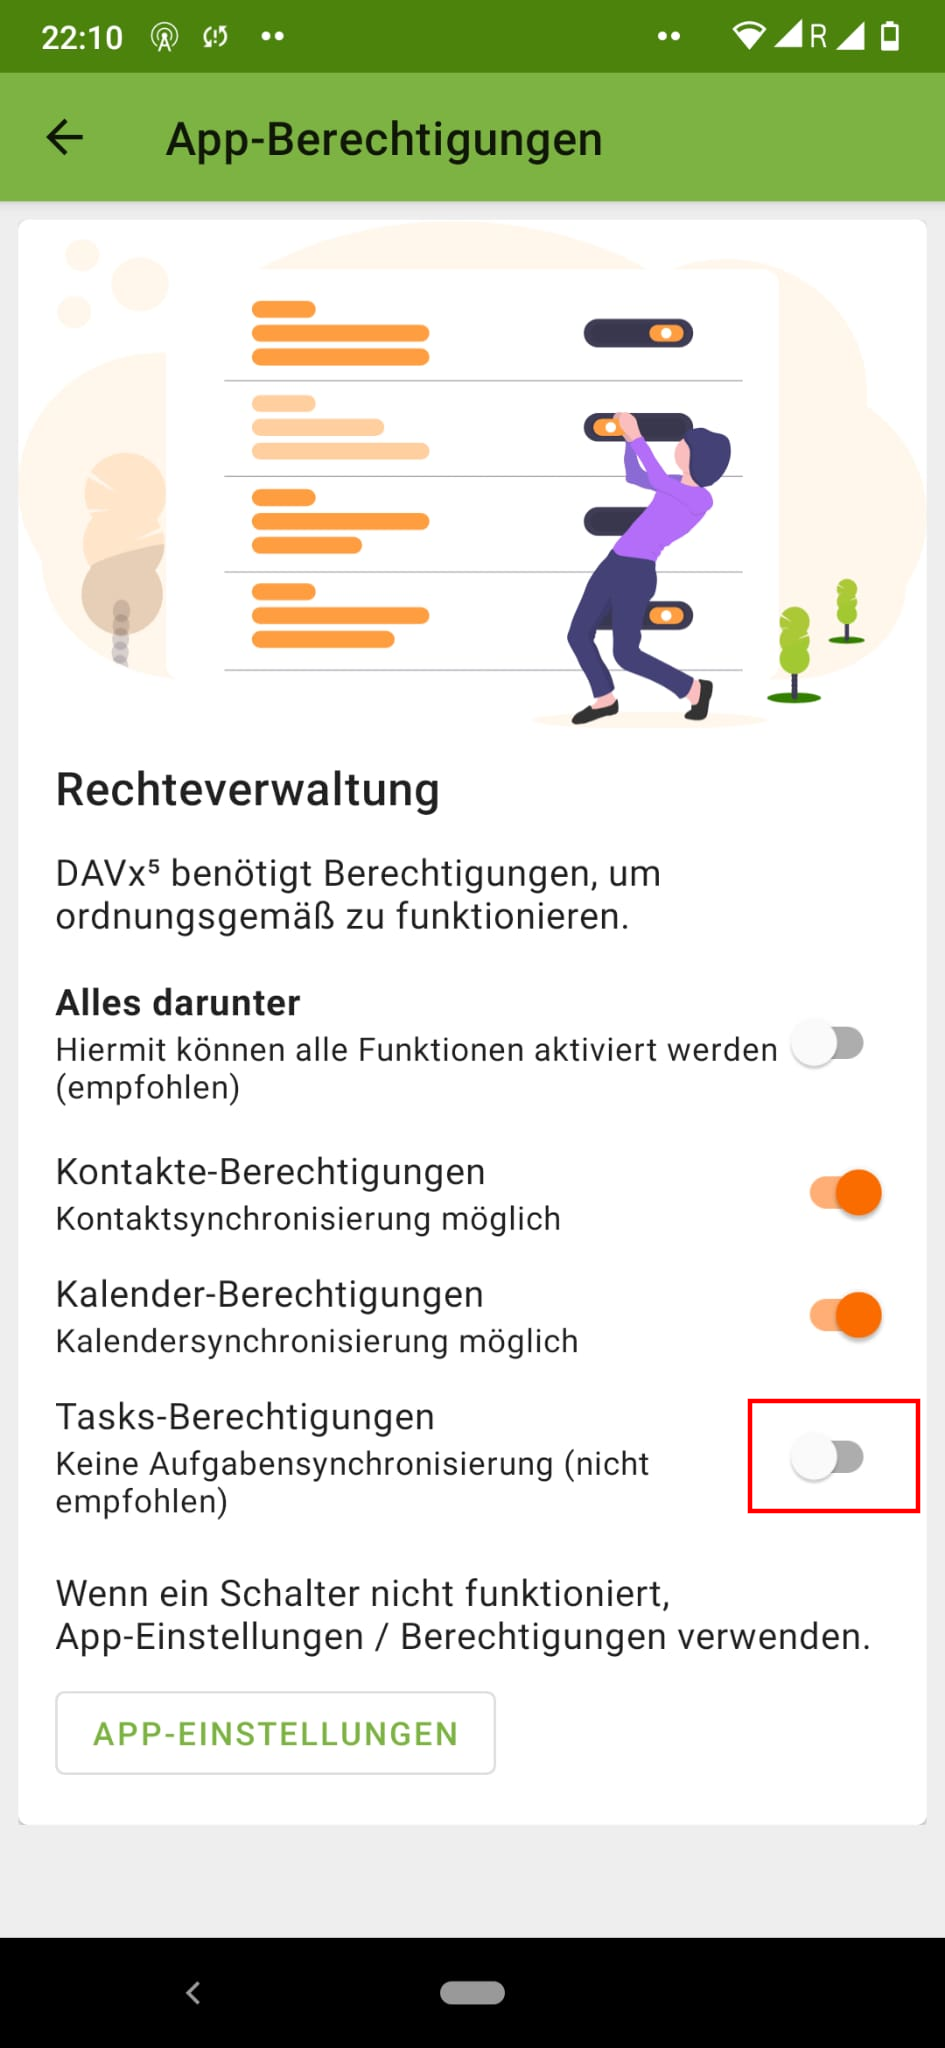 22:10
R
App-Berechtigungen
Rechteverwaltung
DAVx⁵ benötigt Berechtigungen, um
ordnungsgemäß zu funktionieren.
Alles darunter
Hiermit können alle Funktionen aktiviert werden
(empfohlen)
Kontakte-Berechtigungen
Kontaktsynchronisierung möglich
Kalender-Berechtigungen
Kalendersynchronisierung möglich
Tasks-Berechtigungen
Keine Aufgabensynchronisierung (nicht
empfohlen)
Wenn ein Schalter nicht funktioniert,
App-Einstellungen / Berechtigungen verwenden.
APP-EINSTELLUNGEN